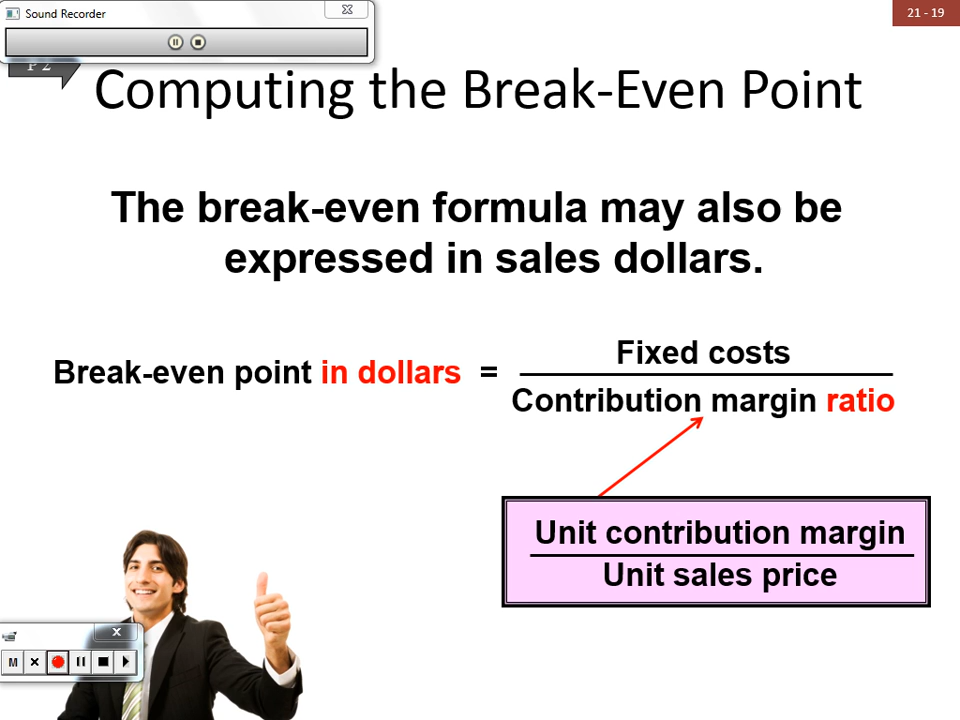 Sound Recorder
21 - 19
P 2
Computing the Break-Even Point
The break-even formula may also be
expressed in sales dollars.
Break-even point in dollars =
Fixed costs
Contribution margin ratio
Unit contribution margin
Unit sales price
M